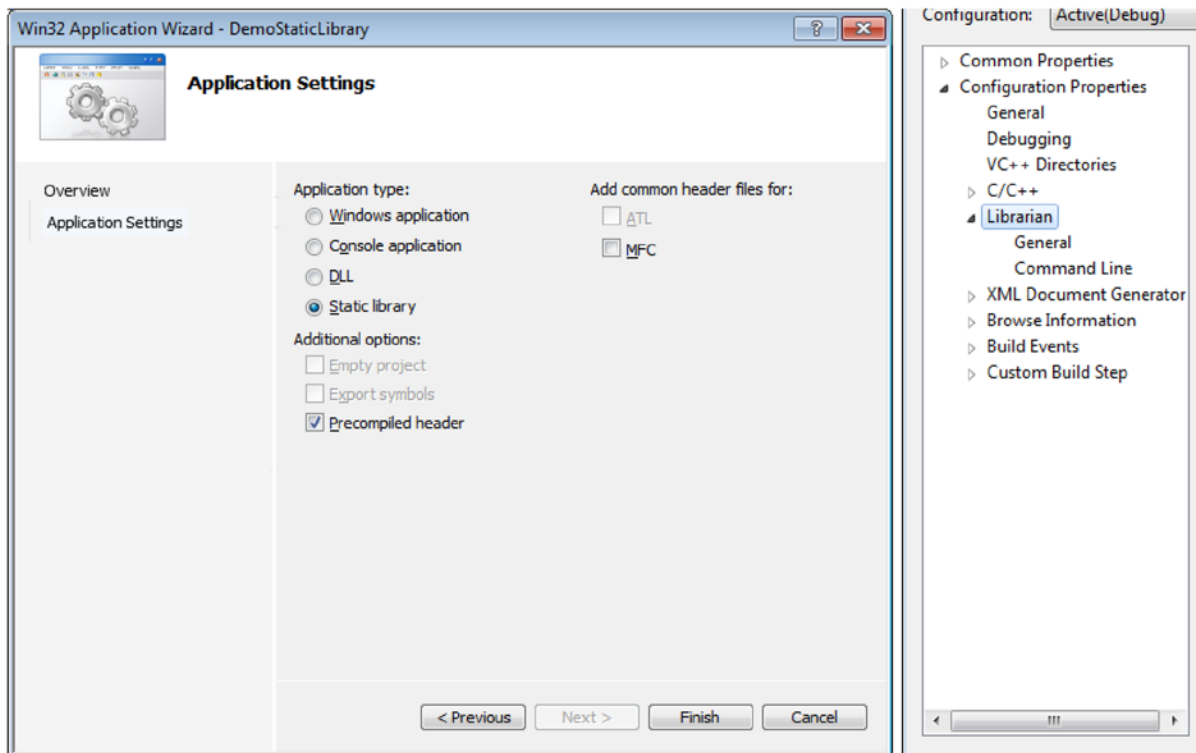 Win32 Application Wizard - DemoStaticLibrary
Application Settings
Overview
Application Settings
Application type:
Windows application
Console application
DLL
Static library
Additional options:
Empty project
Export symbols
Precompiled header
Add common header files for:
ATL
MFC
< Previous
Next >
Finish
Cancel
Configuration:
Active(Debug)
Common Properties
Configuration Properties
General
Debugging
VC++ Directories
C/C++
Librarian
General
Command Line
XML Document Generator
Browse Information
Build Events
Custom Build Step